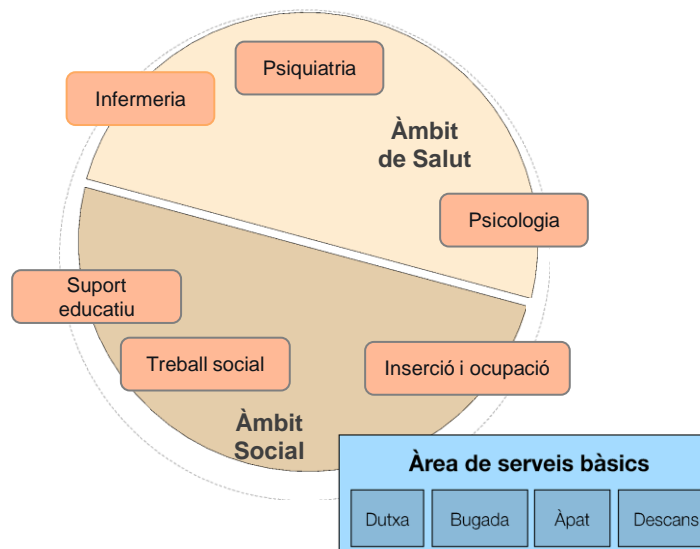 Psiquiatria
Infermeria
Àmbit
de Salut
Psicologia
Suport
educatiu
Treball social
Inserció i ocupació
Àmbit
Social
Àrea de serveis bàsics
Dutxa
Bugada
Àpat
Descans